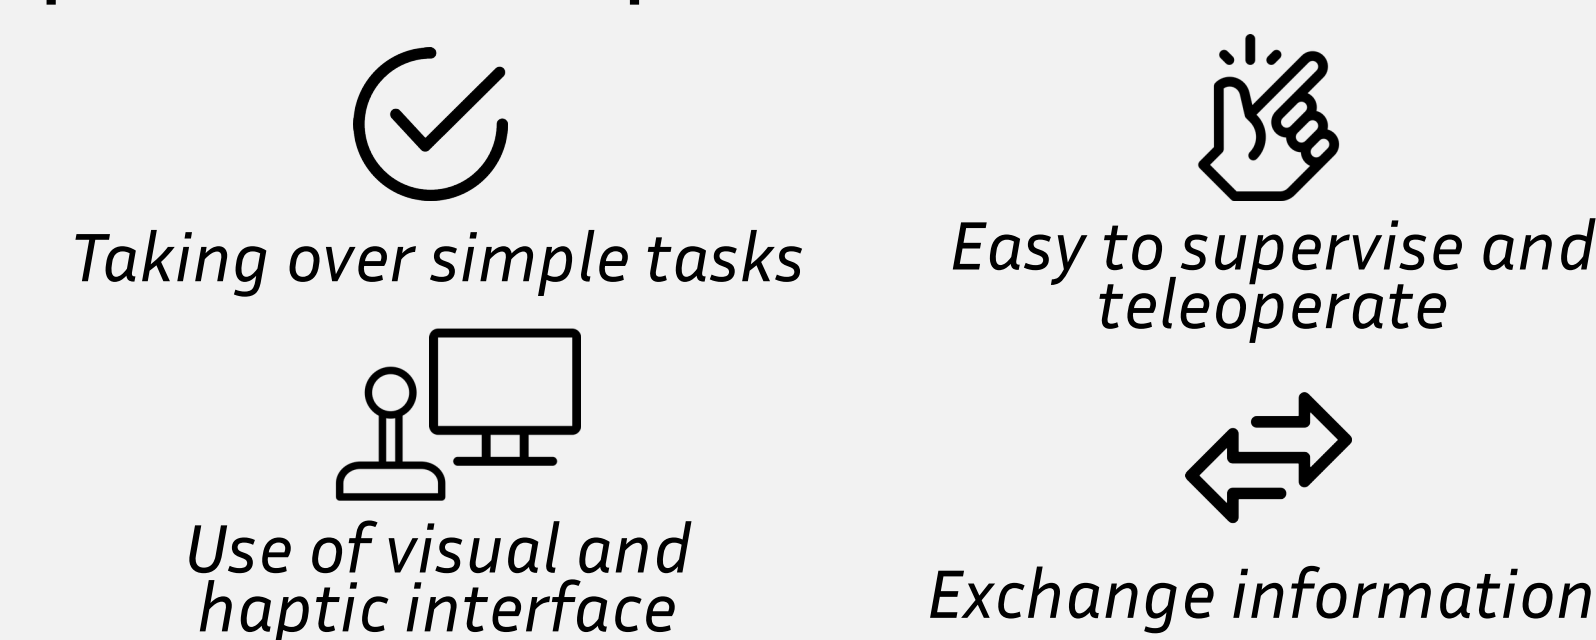 Taking over simple tasks
Easy to supervise and
teleoperate
Use of visual and
haptic interface
Exchange information